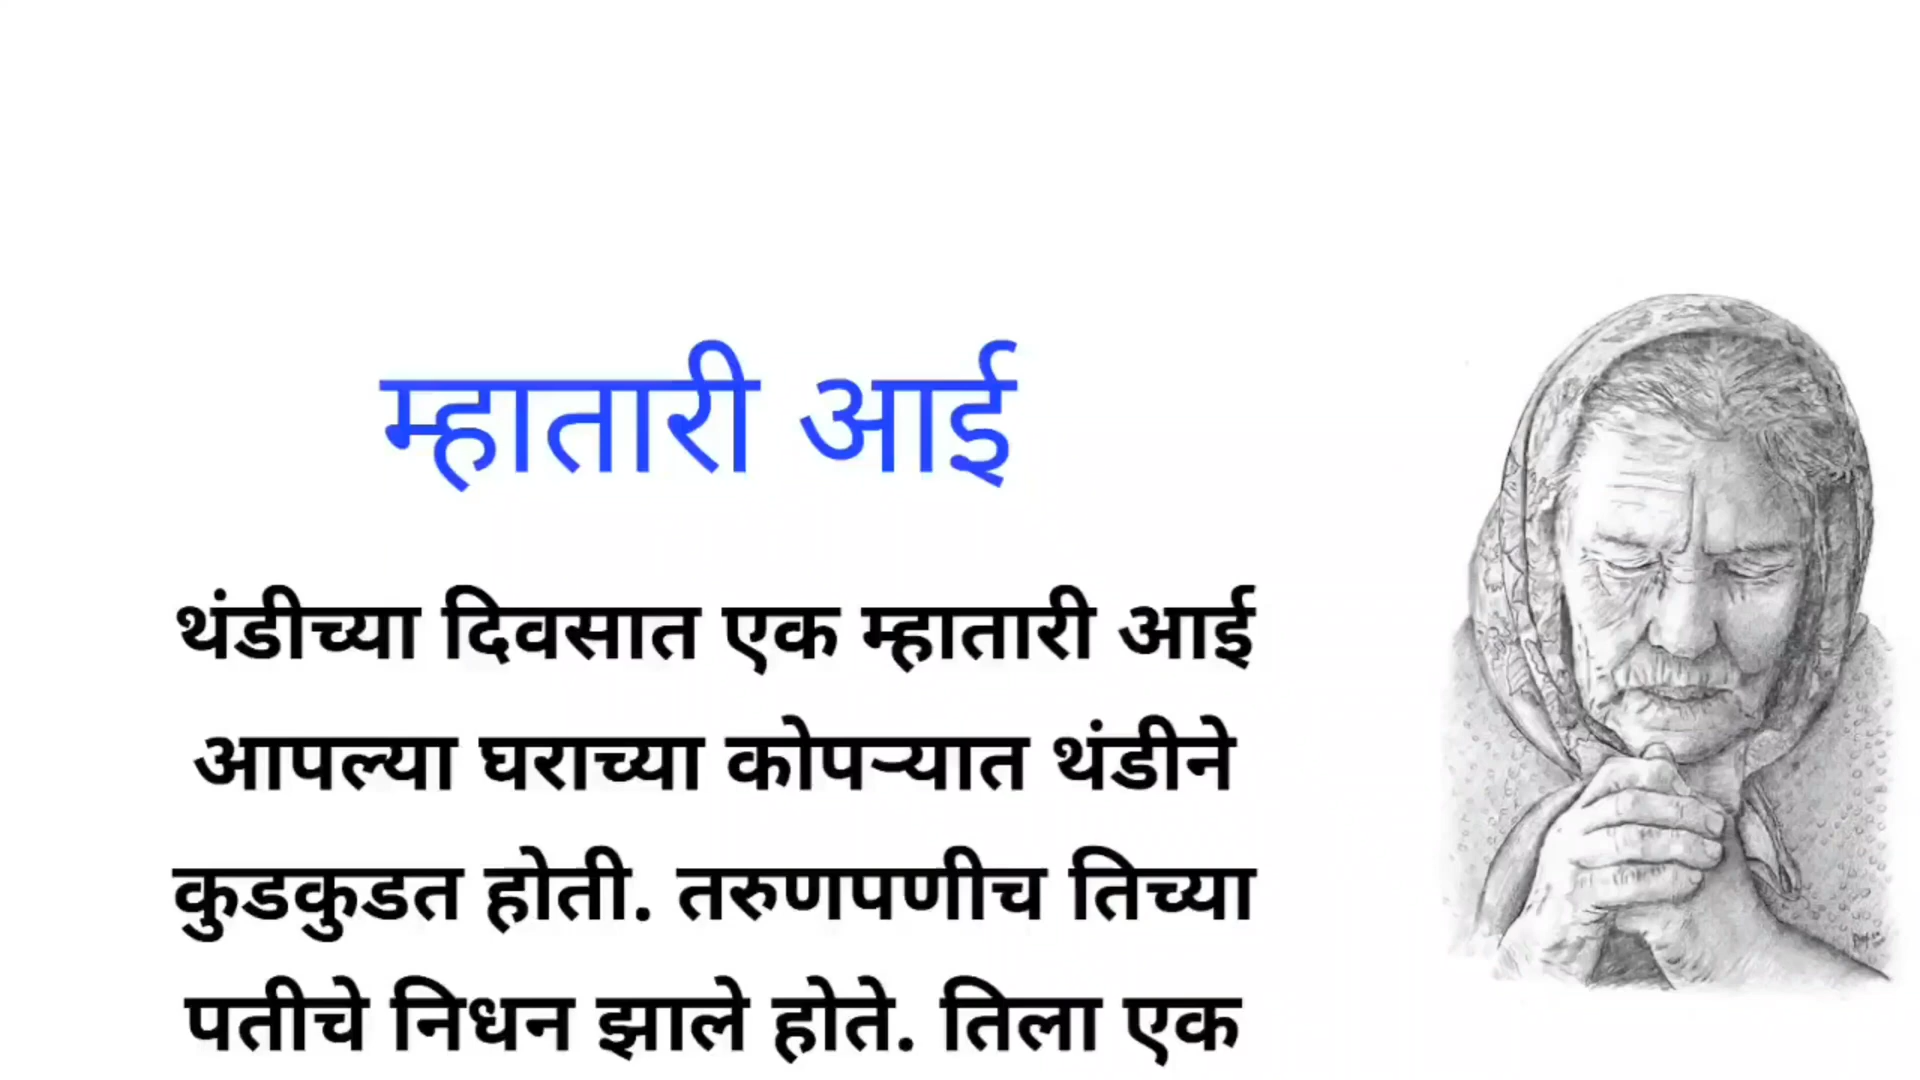 म्हातारी आई
थंडीच्या दिवसात एक म्हातारी आई
आपल्या घराच्या कोपऱ्यात थंडीने
कुडकुडत होती. तरुणपणीच तिच्या
पतीचे निधन झाले होते. तिला एक